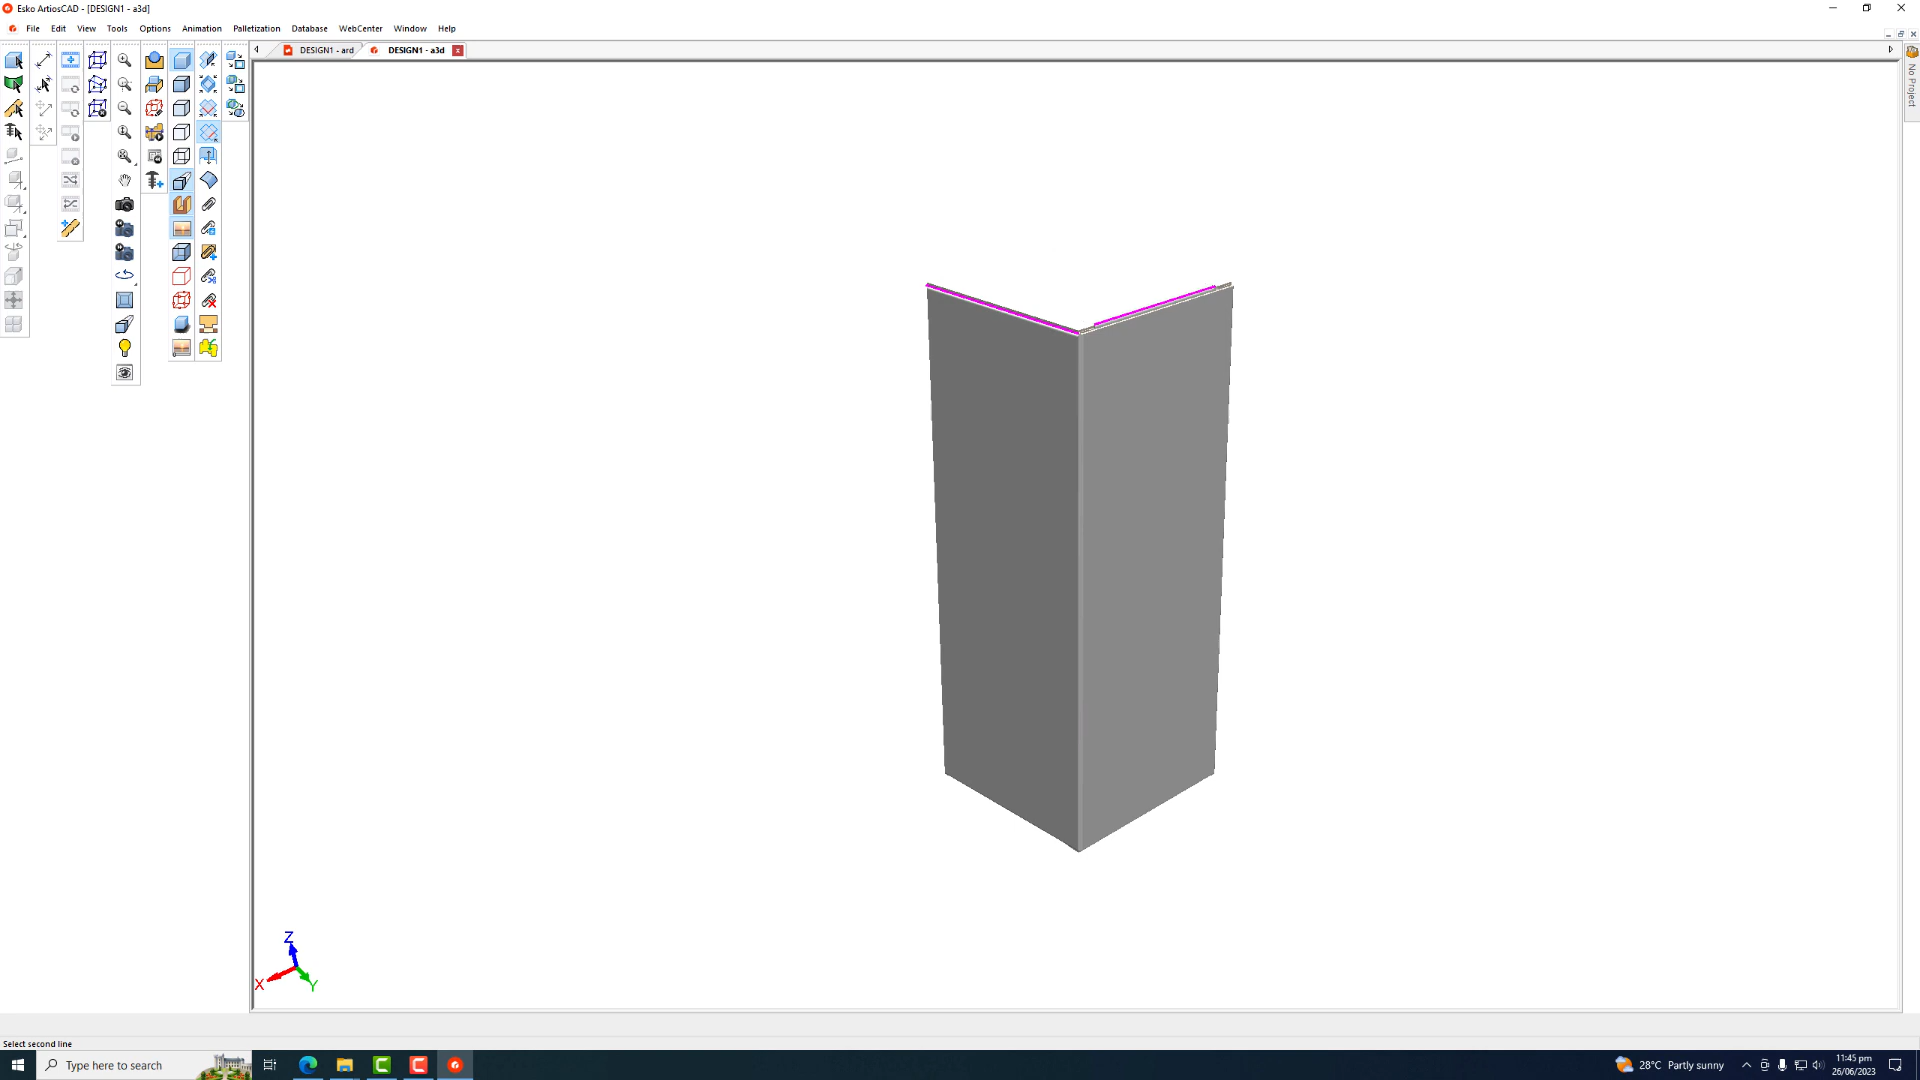 Esko ArtiosCAD - [DESIGN1 - a3d]
File Edit View Tools Options Animation Palletization Database WebCenter Window Help
DESIGN1 - ard DESIGN1 - a3d
No Project
Z
X
Y
Select second line
Type here to search
28°C Partly sunny
11:45 pm
26/06/2023